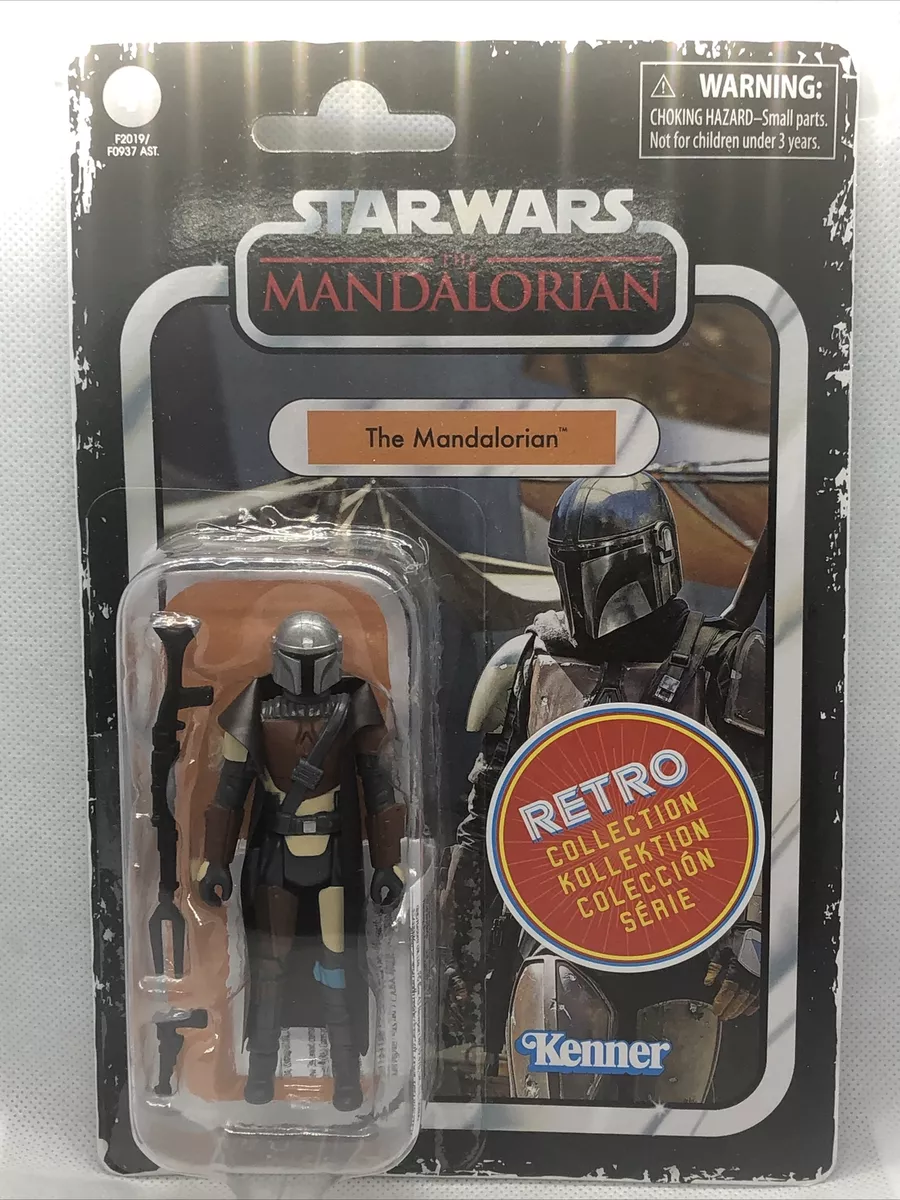 F2019/
F0937 AST.
⚠ WARNING:
CHOKING HAZARD–Small parts.
Not for children under 3 years.
STAR WARS
THE
MANDALORIAN
The Mandalorian™
RETRO
COLLECTION
KOLLEKTION
COLECCIÓN
SÉRIE
Kenner